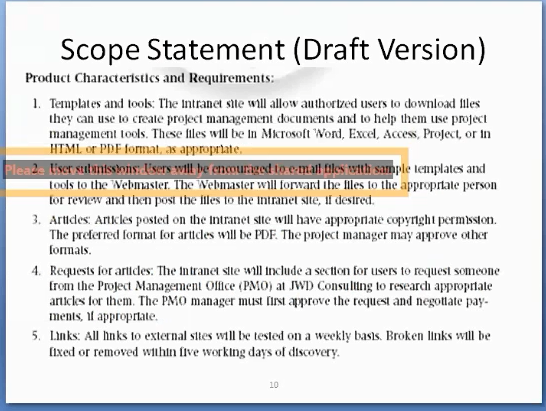 Scope Statement (Draft Version)
Product Characteristics and Requirements:
1. Templates and tools: The intranet site will allow authorized users to download files
they can use to create project management documents and to help them use project
management tools. These files will be in Microsoft Word, Excel, Access, Project, or in
HTML or PDF format, as appropriate.
2. User submissions: Users will be encouraged to e-mail files with sample templates and
tools to the Webmaster. The Webmaster will forward the files to the appropriate person
for review and then post the files to the intranet site, if desired.
3. Articles: Articles posted on the intranet site will have appropriate copyright permission.
The preferred format for articles will be PDF. The project manager may approve other
formats.
4. Requests for articles: The intranet site will include a section for users to request someone
from the Project Management Office (PMO) at JWD Consulting to research appropriate
articles for them. The PMO manager must first approve the request and negotiate pay-
ments, if appropriate.
5. Links: All links to external sites will be tested on a weekly basis. Broken links will be
fixed or removed within five working days of discovery.
10